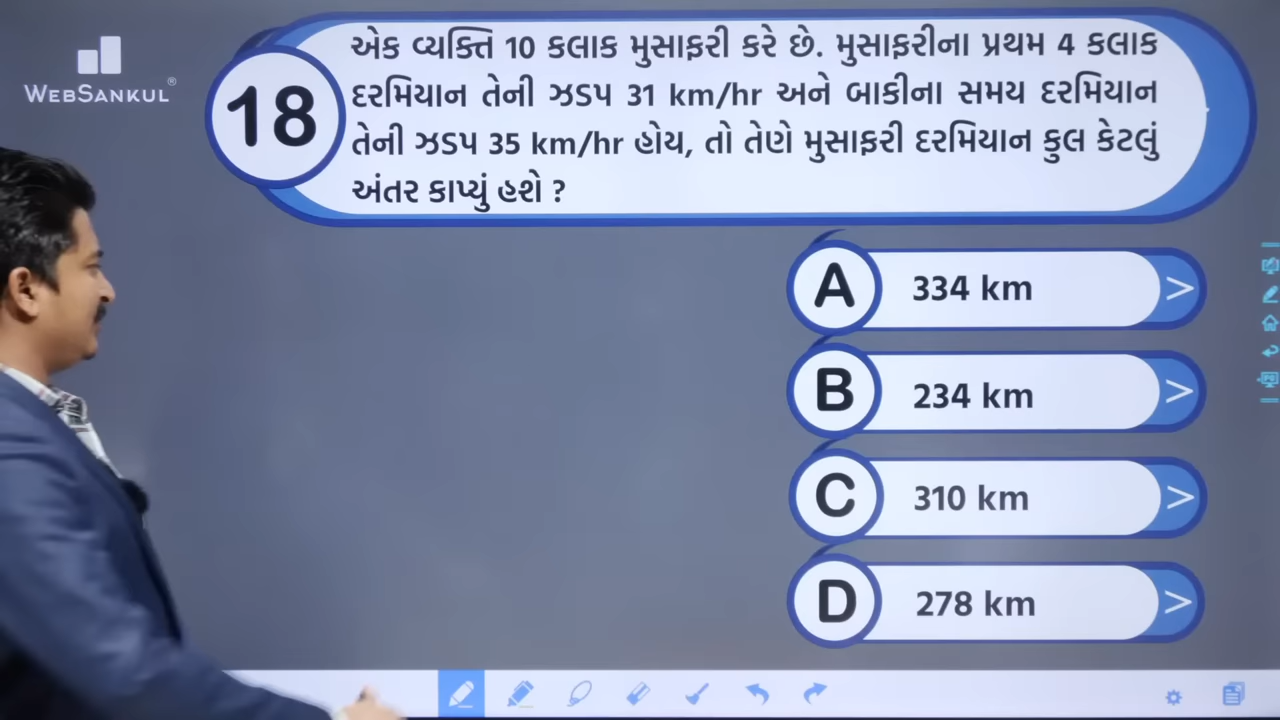 WEBSANKUL®
18
એક વ્યક્તિ 10 કલાક મુસાફરી કરે છે. મુસાફરીના પ્રથમ 4 કલાક
દરમિયાન તેની ઝડપ 31 km/hr અને બાકીના સમય દરમિયાન
તેની ઝડપ 35 km/hr હોય, તો તેણે મુસાફરી દરમિયાન કુલ કેટલું
અંતર કાપ્યું હશે ?
A 334 km >
B 234 km >
C 310 km >
D 278 km >